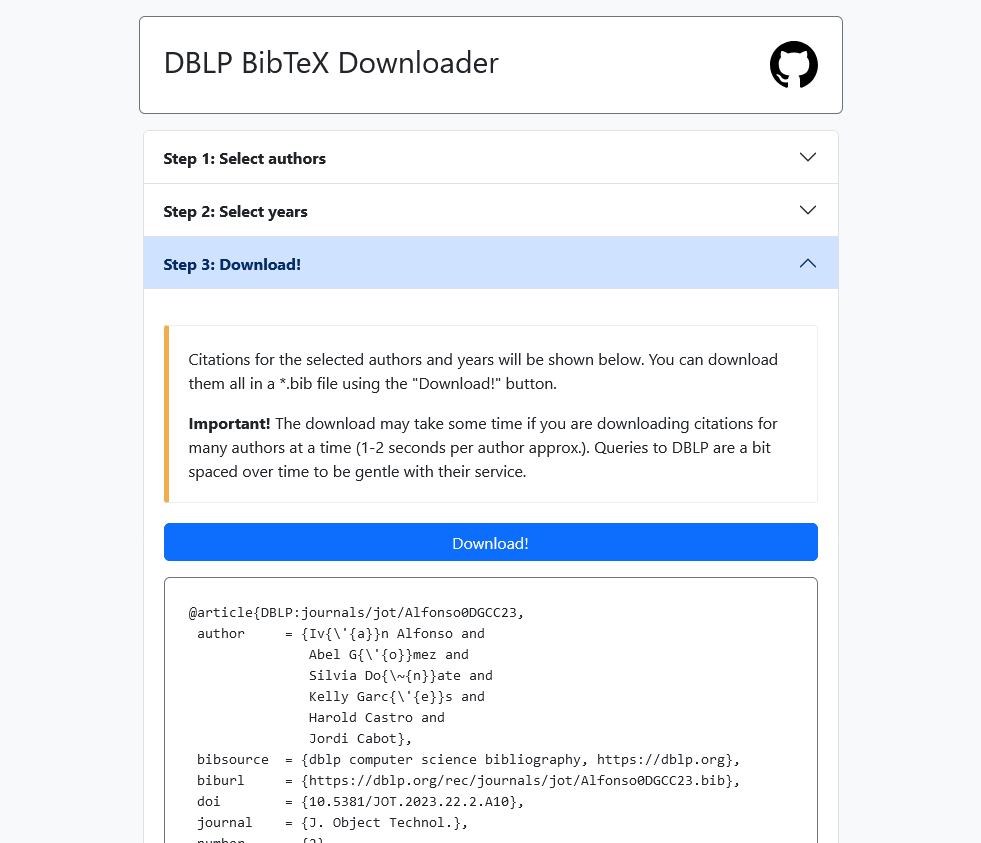 DBLP BibTeX Downloader
Step 1: Select authors
Step 2: Select years
Step 3: Download!
Citations for the selected authors and years will be shown below. You can download
them all in a *.bib file using the "Download!" button.
Important! The download may take some time if you are downloading citations for
many authors at a time (1-2 seconds per author approx.). Queries to DBLP are a bit
spaced over time to be gentle with their service.
Download!
@article{DBLP:journals/jot/Alfonso0DGCC23,
 author     = {Iv{\'{a}}n Alfonso and
               Abel G{\'{o}}mez and
               Silvia Do{\~{n}}ate and
               Kelly Garc{\'{e}}s and
               Harold Castro and
               Jordi Cabot},
 bibsource  = {dblp computer science bibliography, https://dblp.org},
 biburl     = {https://dblp.org/rec/journals/jot/Alfonso0DGCC23.bib},
 doi        = {10.5381/JOT.2023.22.2.A10},
 journal    = {J. Object Technol.},
 number     = {2}